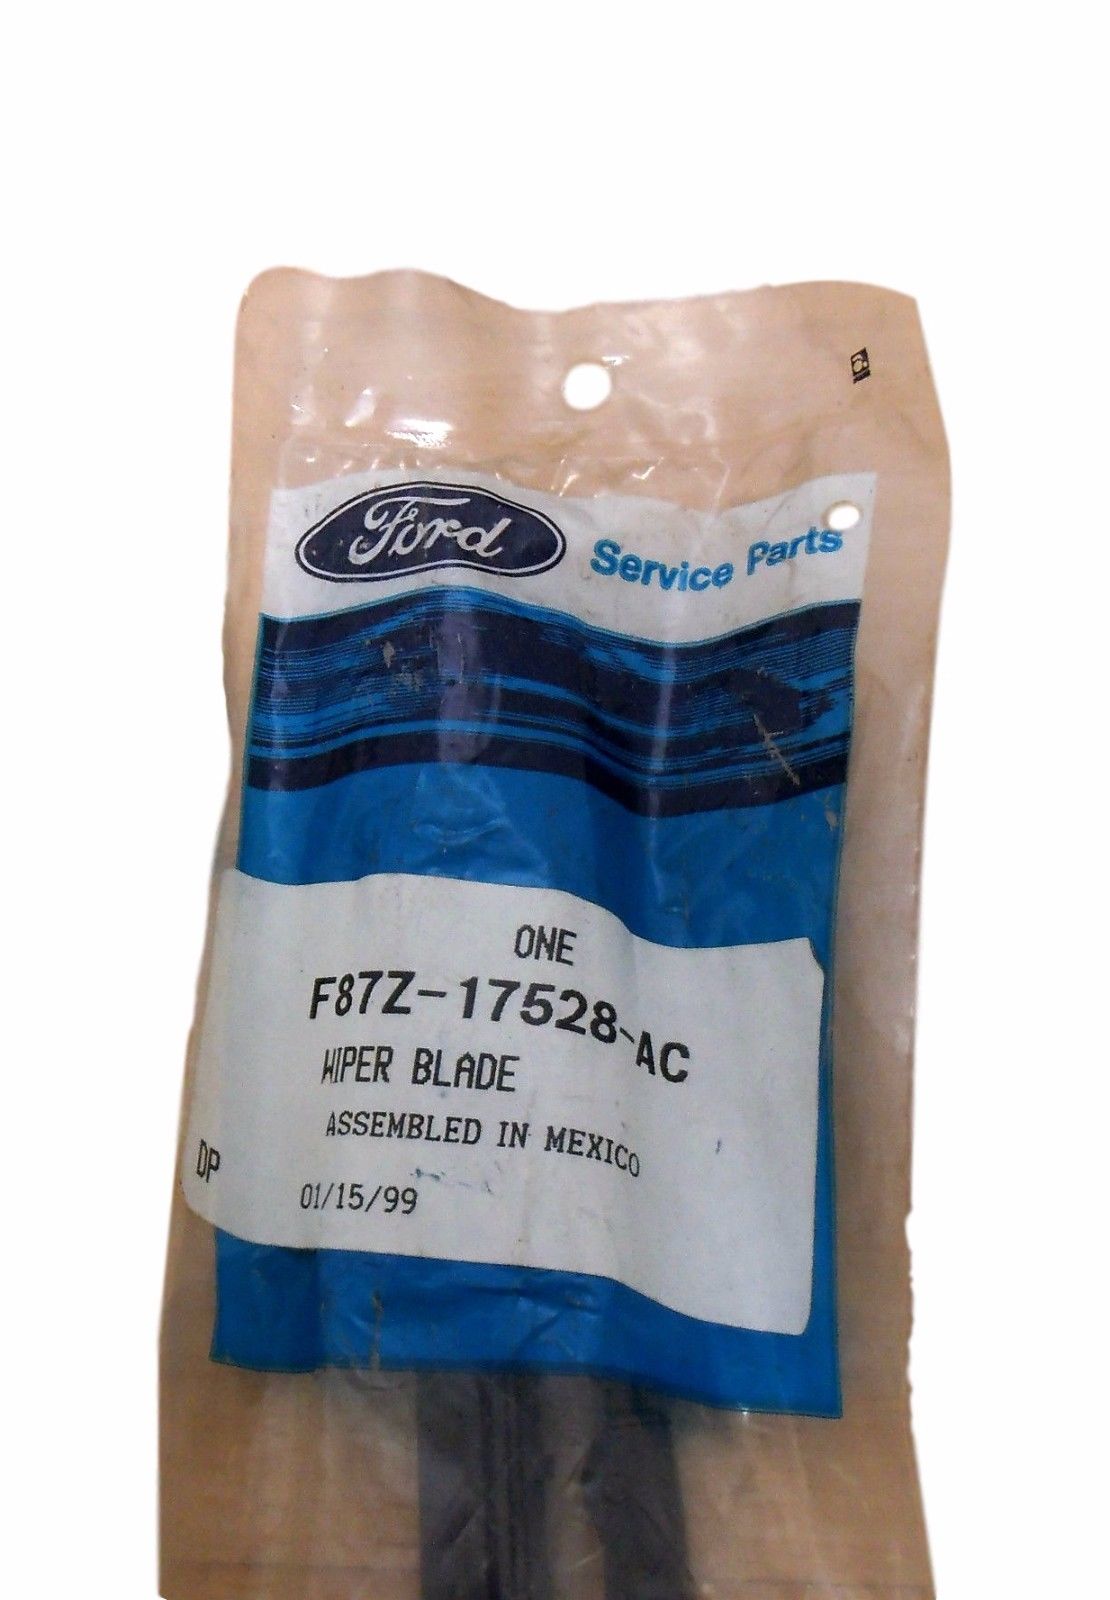 Ford Service Parts
ONE
F87Z-17528-AC
WIPER BLADE
ASSEMBLED IN MEXICO
DP
01/15/99